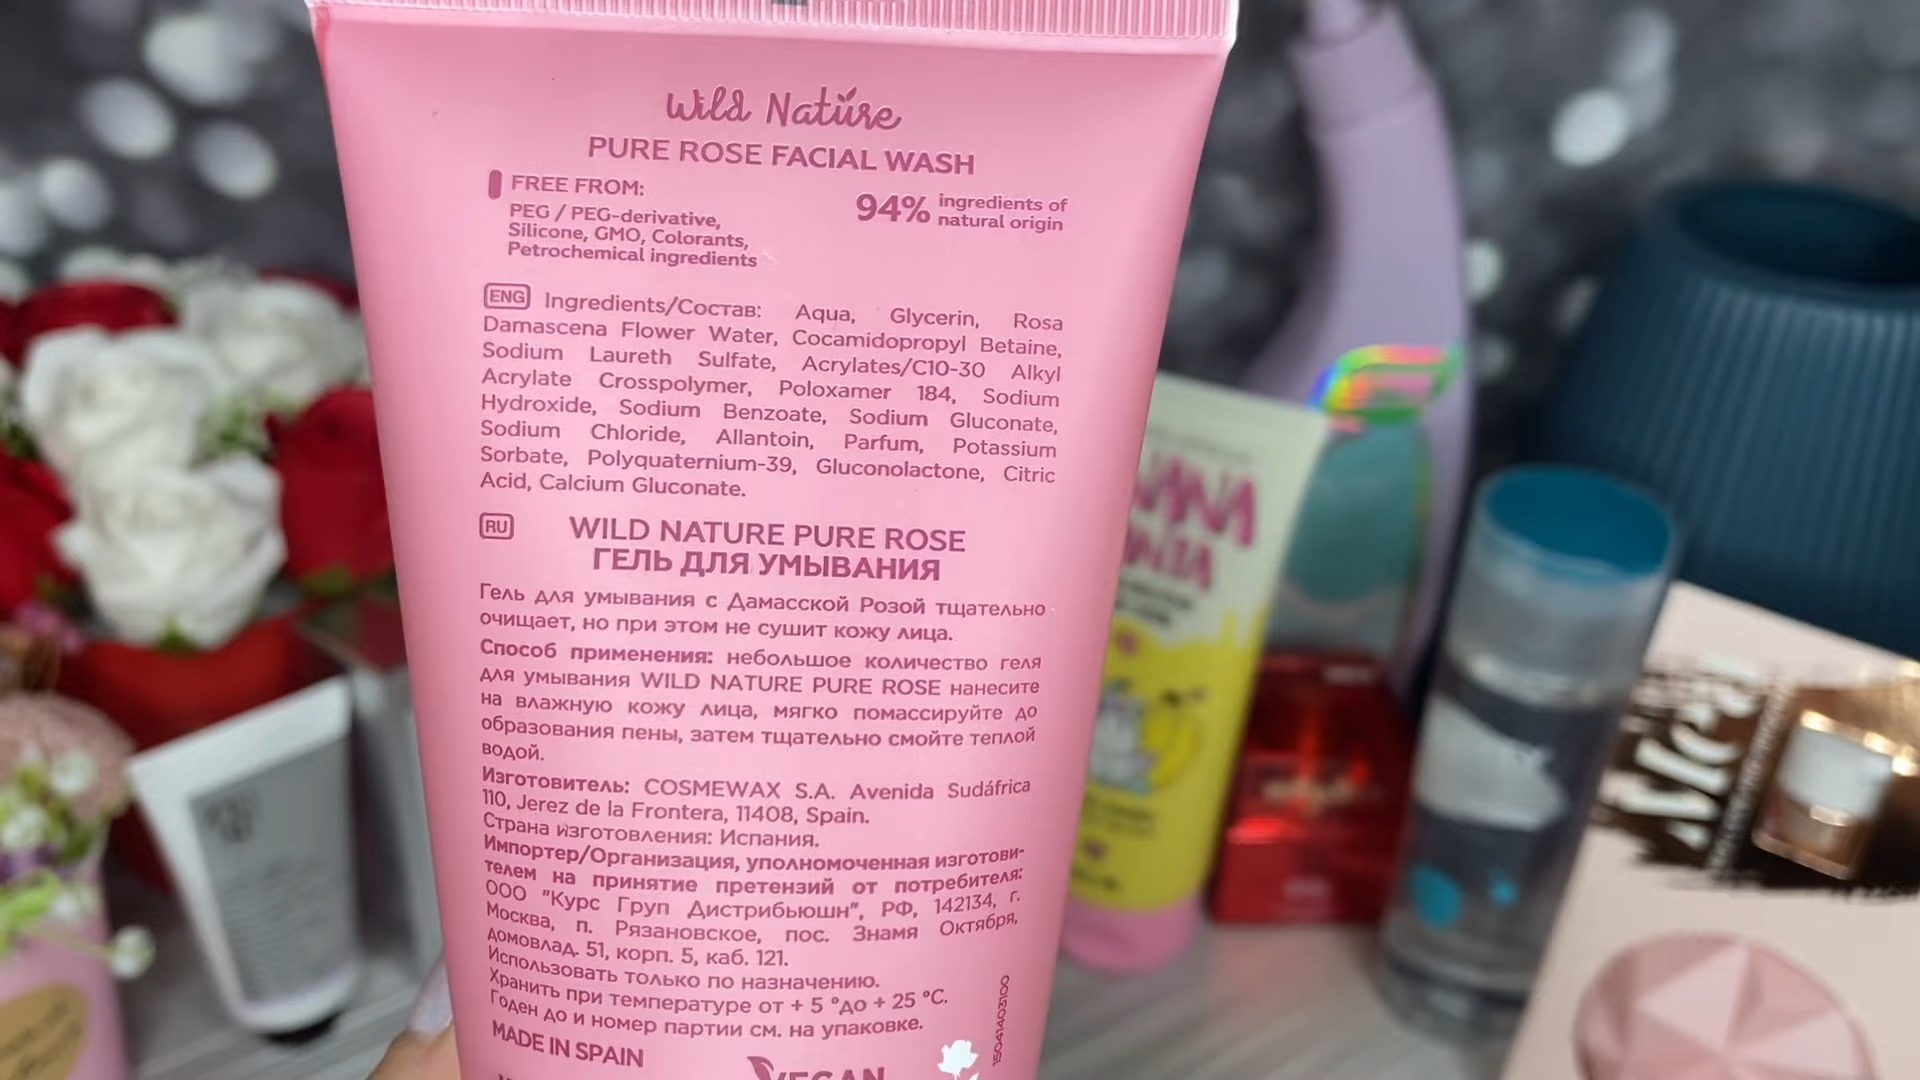 Wild Nature
PURE ROSE FACIAL WASH
FREE FROM:
PEG / PEG-derivative,
Silicone, GMO, Colorants,
Petrochemical ingredients
94% ingredients of
natural origin
ENG Ingredients/Состав: Aqua, Glycerin, Rosa
Damascena Flower Water, Cocamidopropyl Betaine,
Sodium Laureth Sulfate, Acrylates/C10-30 Alkyl
Acrylate Crosspolymer, Poloxamer 184, Sodium
Hydroxide, Sodium Benzoate, Sodium Gluconate,
Sodium Chloride, Allantoin, Parfum, Potassium
Sorbate, Polyquaternium-39, Gluconolactone, Citric
Acid, Calcium Gluconate.
RU WILD NATURE PURE ROSE
ГЕЛЬ ДЛЯ УМЫВАНИЯ
Гель для умывания с Дамасской Розой тщательно
очищает, но при этом не сушит кожу лица.
Способ применения: небольшое количество геля
для умывания WILD NATURE PURE ROSE нанесите
на влажную кожу лица, мягко помассируйте до
образования пены, затем тщательно смойте теплой
водой.
Изготовитель: COSMEWAX S.A. Avenida Sudáfrica
110, Jerez de la Frontera, 11408, Spain.
Страна изготовления: Испания.
Импортер/Организация, уполномоченная изготови-
телем на принятие претензий от потребителя:
ООО "Курс Груп Дистрибьюшн", РФ, 142134, г.
Москва, п. Рязановское, пос. Знамя Октября,
домовлад. 51, корп. 5, каб. 121.
Использовать только по назначению.
Хранить при температуре от + 5 °до + 25 °C.
Годен до и номер партии см. на упаковке.
MADE IN SPAIN
VEGAN
15041403100